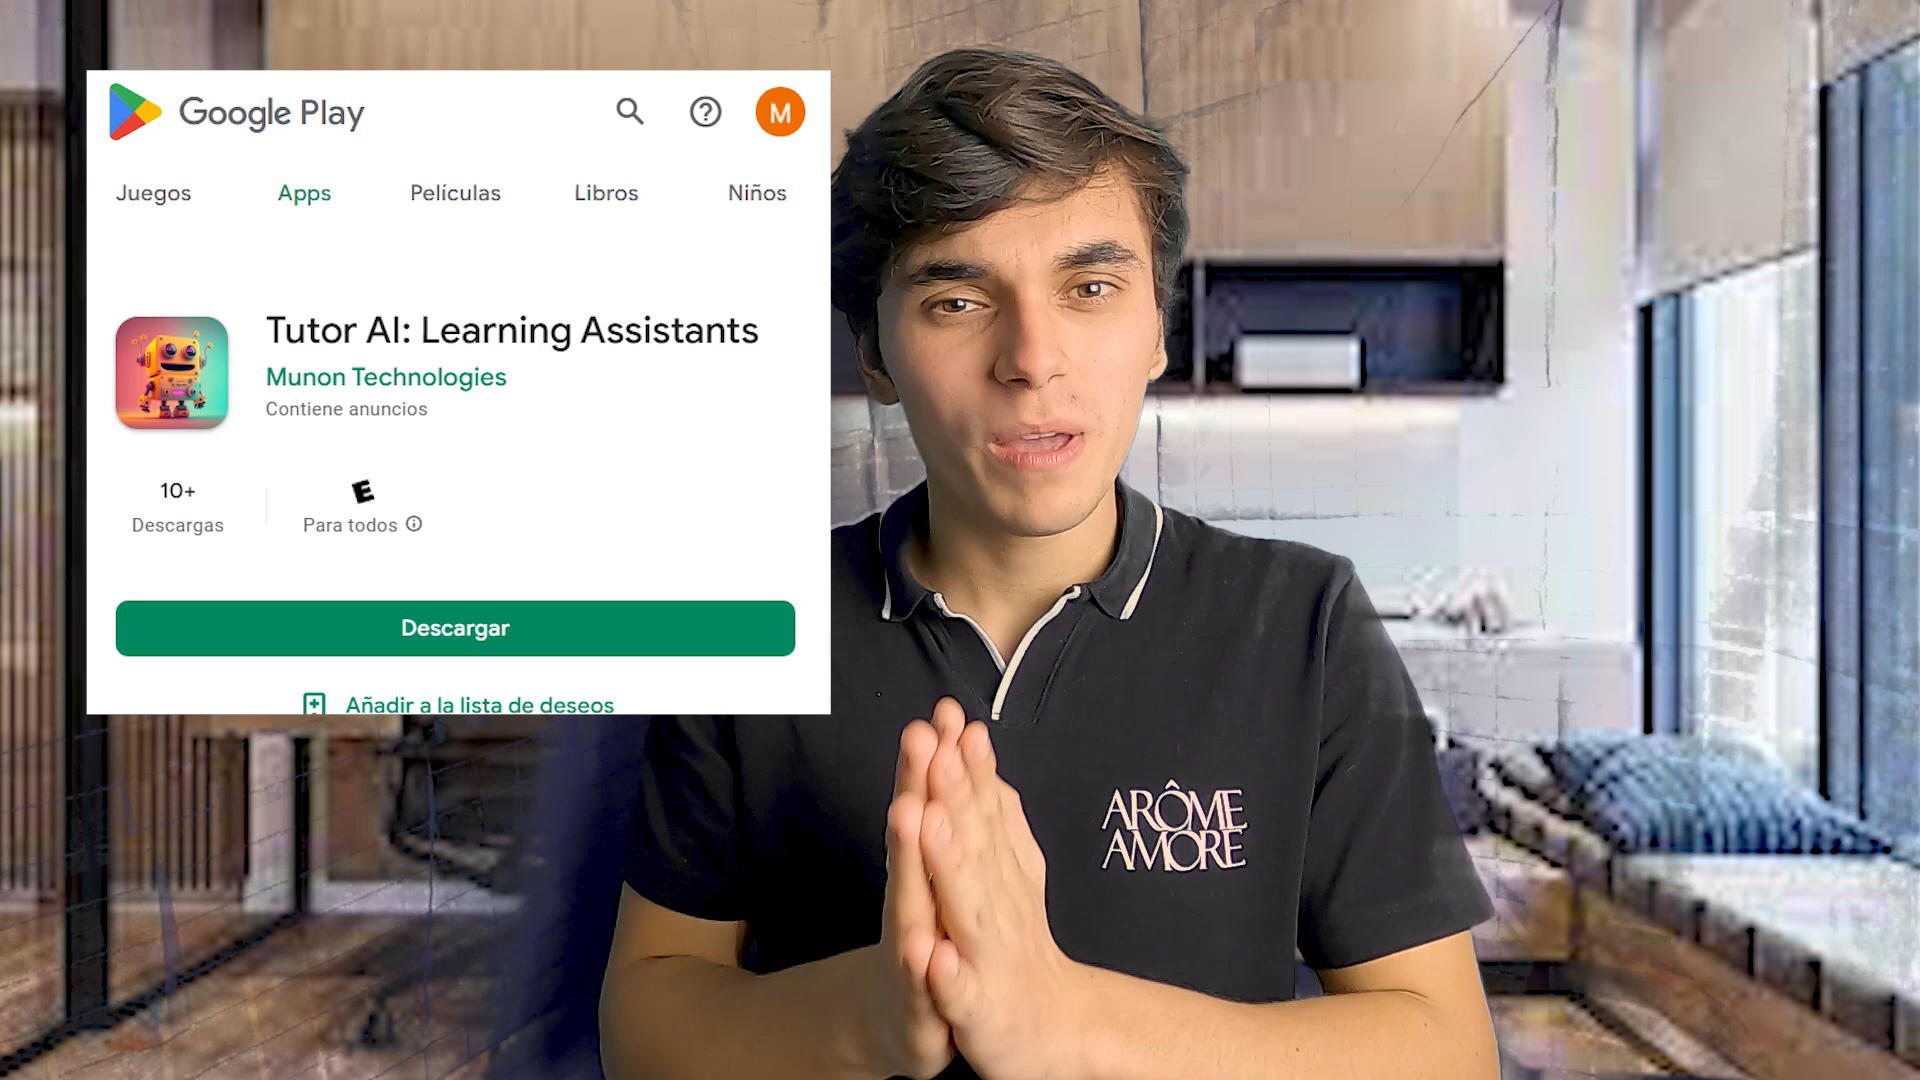 Google Play
M
Juegos Apps Películas Libros Niños
Tutor AI: Learning Assistants
Munon Technologies
Contiene anuncios
10+
Descargas
E
Para todos
Descargar
Añadir a la lista de deseos
ARÔME
AMORE